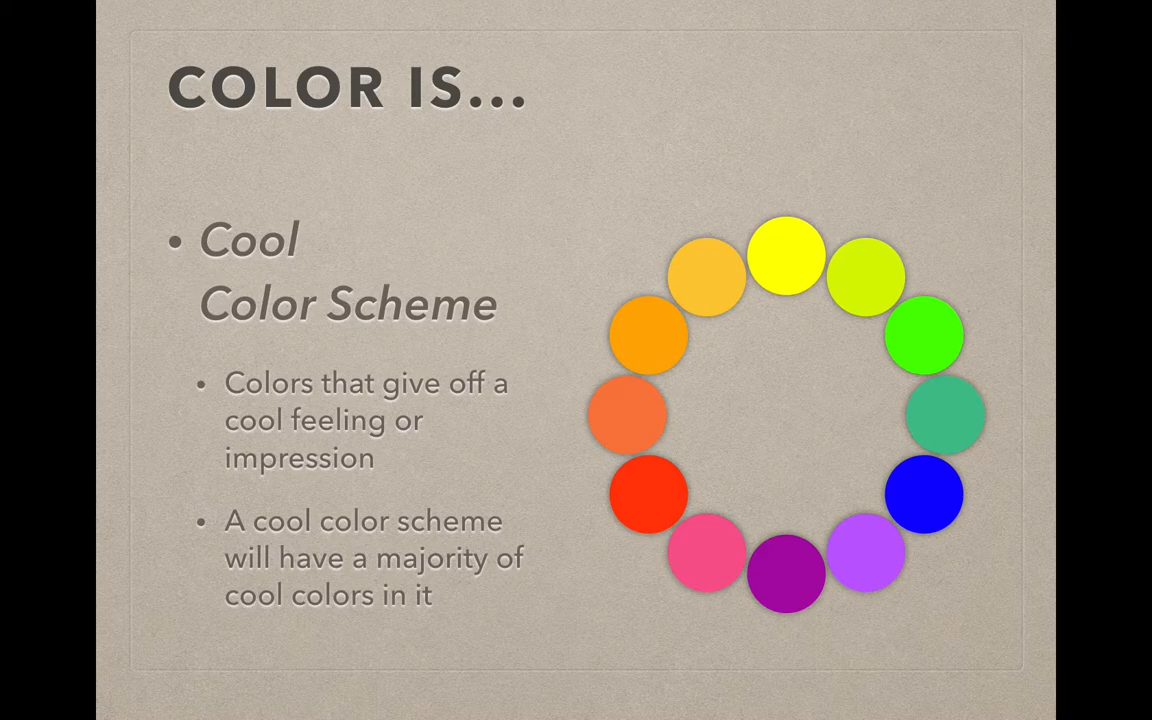 COLOR IS...
• Cool
Color Scheme
• Colors that give off a
cool feeling or
impression
• A cool color scheme
will have a majority of
cool colors in it